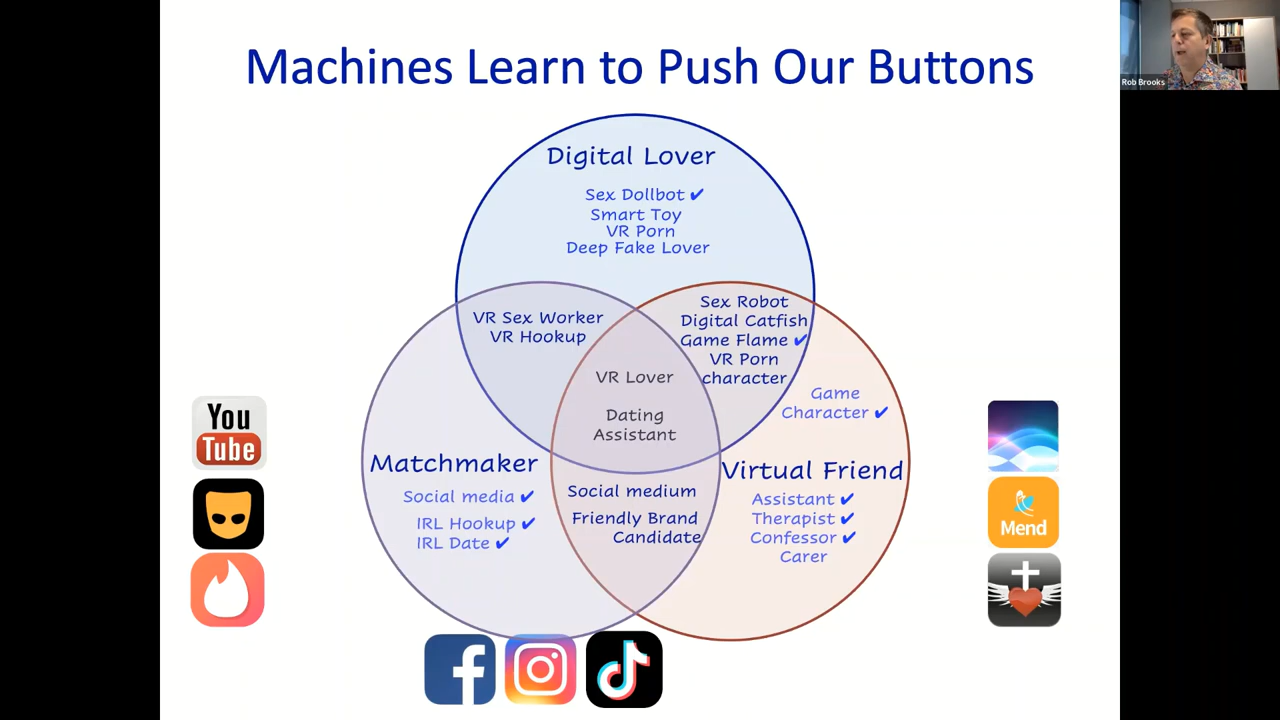 Machines Learn to Push Our Buttons
Rob Brooks
Digital Lover
Sex Dollbot ✔
Smart Toy
VR Porn
Deep Fake Lover
VR Sex Worker
VR Hookup
Sex Robot
Digital Catfish
Game Flame ✔
VR Porn
character
VR Lover
Dating
Assistant
Game
Character ✔
Matchmaker
Social media ✔
IRL Hookup ✔
IRL Date ✔
Social medium
Friendly Brand
Candidate
Virtual Friend
Assistant ✔
Therapist ✔
Confessor ✔
Carer
You
Tube
Mend